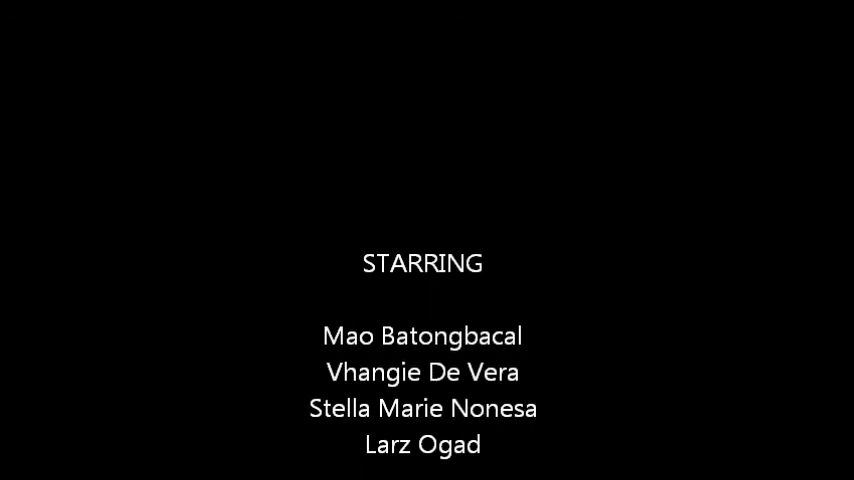 STARRING
Mao Batongbacal
Vhangie De Vera
Stella Marie Nonesa
Larz Ogad